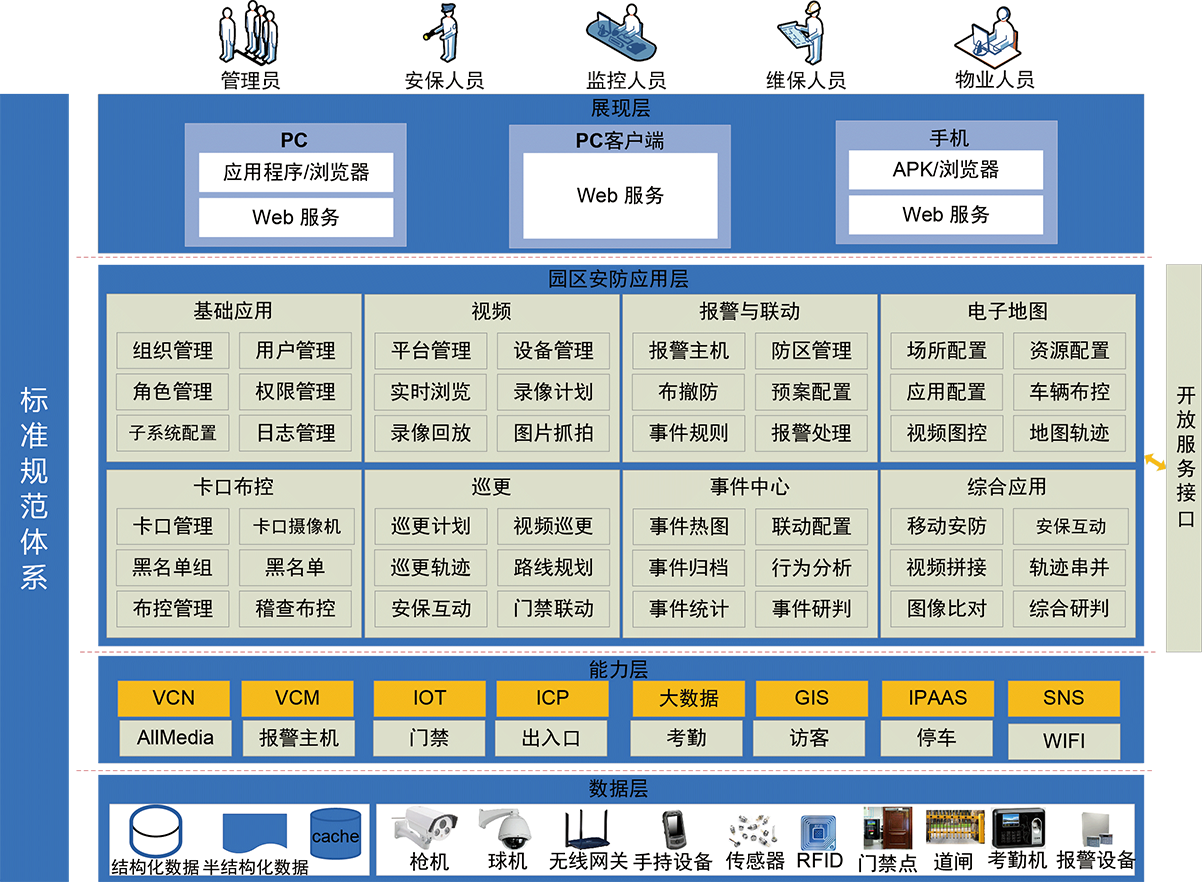 管理员
安保人员
监控人员
维保人员
物业人员
标准规范体系
展现层
PC
应用程序/浏览器
Web 服务
PC客户端
Web 服务
手机
APK/浏览器
Web 服务
园区安防应用层
基础应用
组织管理
用户管理
角色管理
权限管理
子系统配置
日志管理
视频
平台管理
设备管理
实时浏览
录像计划
录像回放
图片抓拍
报警与联动
报警主机
防区管理
布撤防
预案配置
事件规则
报警处理
电子地图
场所配置
资源配置
应用配置
车辆布控
视频图控
地图轨迹
卡口布控
卡口管理
卡口摄像机
黑名单组
黑名单
布控管理
稽查布控
巡更
巡更计划
视频巡更
巡更轨迹
路线规划
安保互动
门禁联动
事件中心
事件热图
联动配置
事件归档
行为分析
事件统计
事件研判
综合应用
移动安防
安保互动
视频拼接
轨迹串并
图像比对
综合研判
开放服务接口
能力层
VCN
VCM
IOT
ICP
大数据
GIS
IPAAS
SNS
AllMedia
报警主机
门禁
出入口
考勤
访客
停车
WIFI
数据层
结构化数据
半结构化数据
cache
枪机
球机
无线网关
手持设备
传感器
RFID
门禁点
道闸
考勤机
报警设备